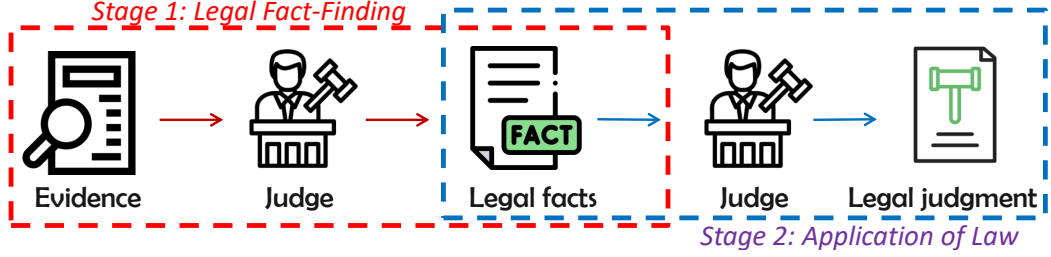 Stage 1: Legal Fact-Finding
FACT
Evidence
Judge
Legal facts
Judge
Legal judgment
Stage 2: Application of Law